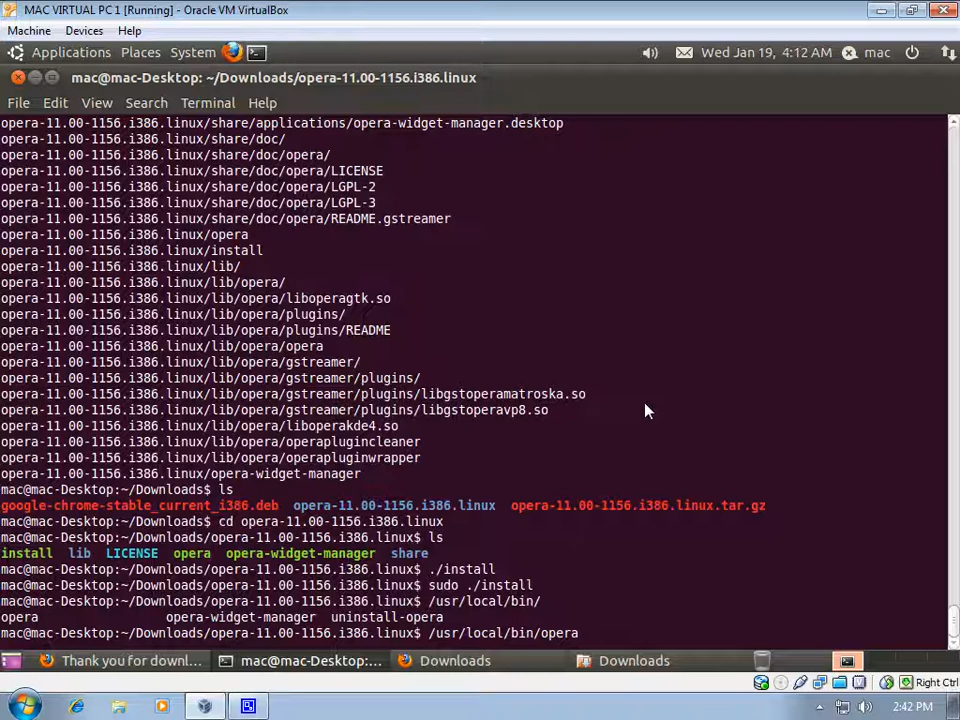 MAC VIRTUAL PC 1 [Running] - Oracle VM VirtualBox
Machine Devices Help
Applications Places System Wed Jan 19, 4:12 AM mac
mac@mac-Desktop: ~/Downloads/opera-11.00-1156.i386.linux
File Edit View Search Terminal Help
opera-11.00-1156.i386.linux/share/applications/opera-widget-manager.desktop
opera-11.00-1156.i386.linux/share/doc/
opera-11.00-1156.i386.linux/share/doc/opera/
opera-11.00-1156.i386.linux/share/doc/opera/LICENSE
opera-11.00-1156.i386.linux/share/doc/opera/LGPL-2
opera-11.00-1156.i386.linux/share/doc/opera/LGPL-3
opera-11.00-1156.i386.linux/share/doc/opera/README.gstreamer
opera-11.00-1156.i386.linux/opera
opera-11.00-1156.i386.linux/install
opera-11.00-1156.i386.linux/lib/
opera-11.00-1156.i386.linux/lib/opera/
opera-11.00-1156.i386.linux/lib/opera/liboperagtk.so
opera-11.00-1156.i386.linux/lib/opera/plugins/
opera-11.00-1156.i386.linux/lib/opera/plugins/README
opera-11.00-1156.i386.linux/lib/opera/opera
opera-11.00-1156.i386.linux/lib/opera/gstreamer/
opera-11.00-1156.i386.linux/lib/opera/gstreamer/plugins/
opera-11.00-1156.i386.linux/lib/opera/gstreamer/plugins/libgstoperamatroska.so
opera-11.00-1156.i386.linux/lib/opera/gstreamer/plugins/libgstoperavp8.so
opera-11.00-1156.i386.linux/lib/opera/liboperakde4.so
opera-11.00-1156.i386.linux/lib/opera/operaplugincleaner
opera-11.00-1156.i386.linux/lib/opera/operapluginwrapper
opera-11.00-1156.i386.linux/opera-widget-manager
mac@mac-Desktop:~/Downloads$ ls
google-chrome-stable_current_i386.deb opera-11.00-1156.i386.linux opera-11.00-1156.i386.linux.tar.gz
mac@mac-Desktop:~/Downloads$ cd opera-11.00-1156.i386.linux
mac@mac-Desktop:~/Downloads/opera-11.00-1156.i386.linux$ ls
install lib LICENSE opera opera-widget-manager share
mac@mac-Desktop:~/Downloads/opera-11.00-1156.i386.linux$ ./install
mac@mac-Desktop:~/Downloads/opera-11.00-1156.i386.linux$ sudo ./install
mac@mac-Desktop:~/Downloads/opera-11.00-1156.i386.linux$ /usr/local/bin/
opera opera-widget-manager uninstall-opera
mac@mac-Desktop:~/Downloads/opera-11.00-1156.i386.linux$ /usr/local/bin/opera
Thank you for downl... mac@mac-Desktop:... Downloads Downloads
Right Ctrl
2:42 PM